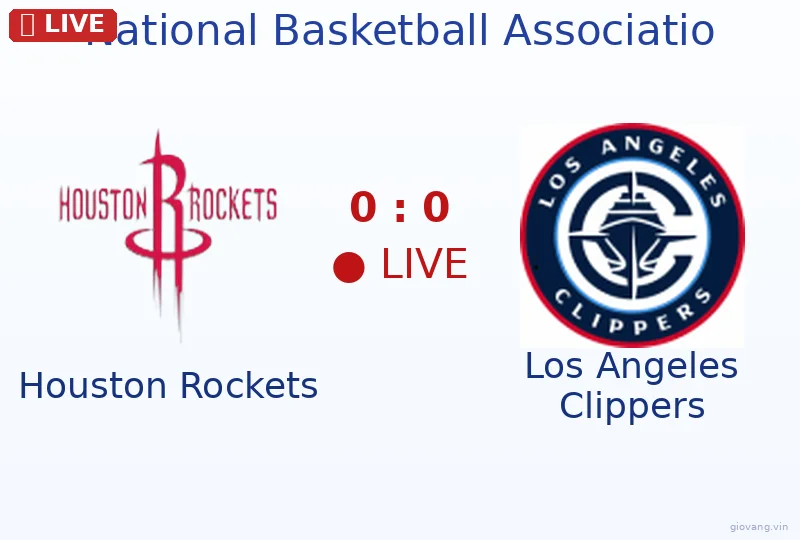 LIVE
National Basketball Associatio
HOUSTON ROCKETS
LOS ANGELES
CLIPPERS
0 : 0
● LIVE
Houston Rockets
Los Angeles
Clippers
giovang.vin